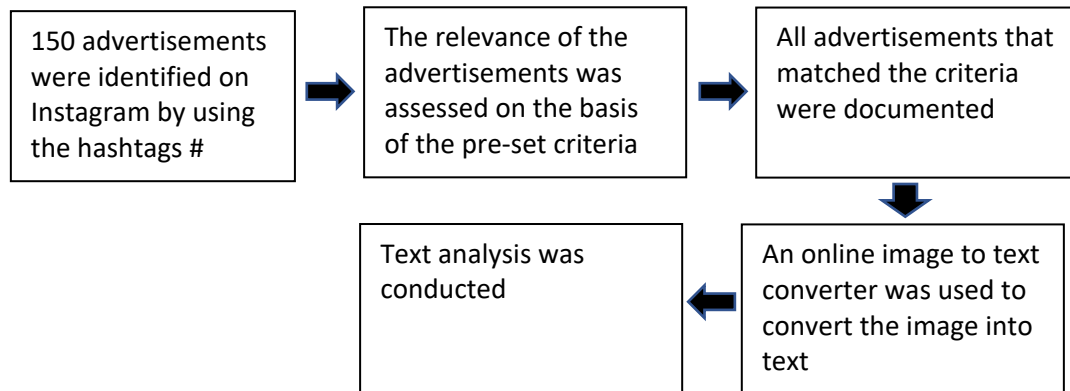 150 advertisements
were identified on
Instagram by using
the hashtags #
The relevance of the
advertisements was
assessed on the basis
of the pre-set criteria
All advertisements that
matched the criteria
were documented
An online image to text
converter was used to
convert the image into
text
Text analysis was
conducted